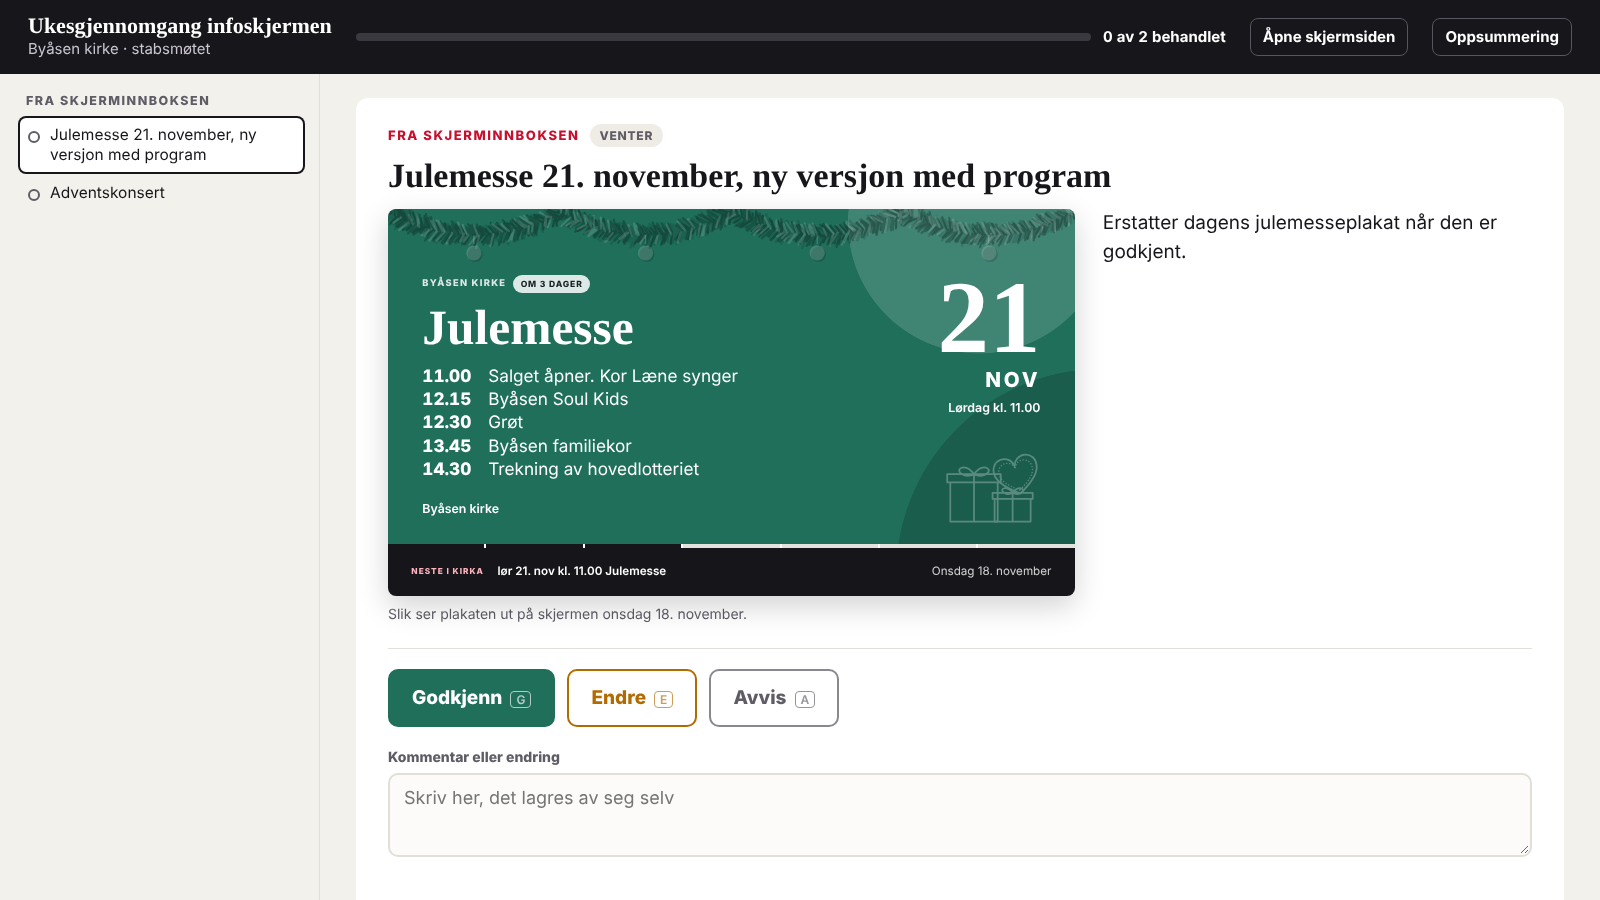 Ukesgjennomgang infoskjermen
Byåsen kirke · stabsmøtet
0 av 2 behandlet
Åpne skjermsiden
Oppsummering
FRA SKJERMINNBOKSEN
Julemesse 21. november, ny
versjon med program
Adventskonsert
FRA SKJERMINNBOKSEN VENTER
Julemesse 21. november, ny versjon med program
BYÅSEN KIRKE OM 3 DAGER
Julemesse
11.00 Salget åpner. Kor Læne synger
12.15 Byåsen Soul Kids
12.30 Grøt
13.45 Byåsen familiekor
14.30 Trekning av hovedlotteriet
Byåsen kirke
21
NOV
Lørdag kl. 11.00
NESTE I KIRKA lør 21. nov kl. 11.00 Julemesse
Onsdag 18. november
Erstatter dagens julemesseplakat når den er
godkjent.
Slik ser plakaten ut på skjermen onsdag 18. november.
Godkjenn G
Endre E
Avvis A
Kommentar eller endring
Skriv her, det lagres av seg selv